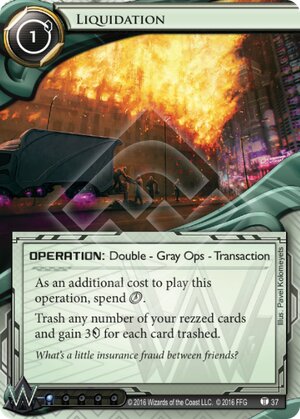 LIQUIDATION
1
OPERATION: Double - Gray Ops - Transaction
As an additional cost to play this
operation, spend .
Trash any number of your rezzed cards
and gain 3 for each card trashed.
What's a little insurance fraud between friends?
Illus. Pavel Kolomeyets
© 2016 Wizards of the Coast LLC. © 2016 FFG 37